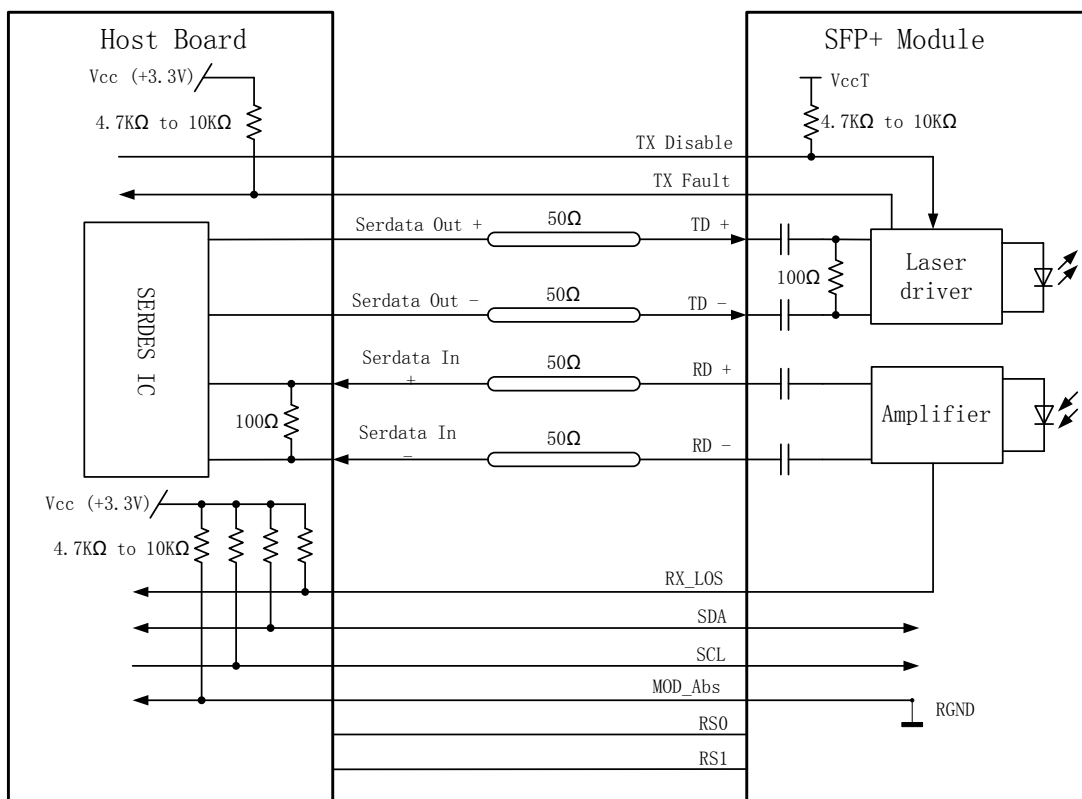 Host Board
SFP+ Module
Vcc (+3.3V)
VccT
4.7KΩ to 10KΩ
4.7KΩ to 10KΩ
TX Disable
TX Fault
Serdata Out +
50Ω
TD +
SERDES IC
100Ω
Laser
driver
Serdata Out -
50Ω
TD -
Serdata In
+
50Ω
RD +
100Ω
Amplifier
Serdata In
-
50Ω
RD -
Vcc (+3.3V)
4.7KΩ to 10KΩ
RX_LOS
SDA
SCL
MOD_Abs
RGND
RS0
RS1